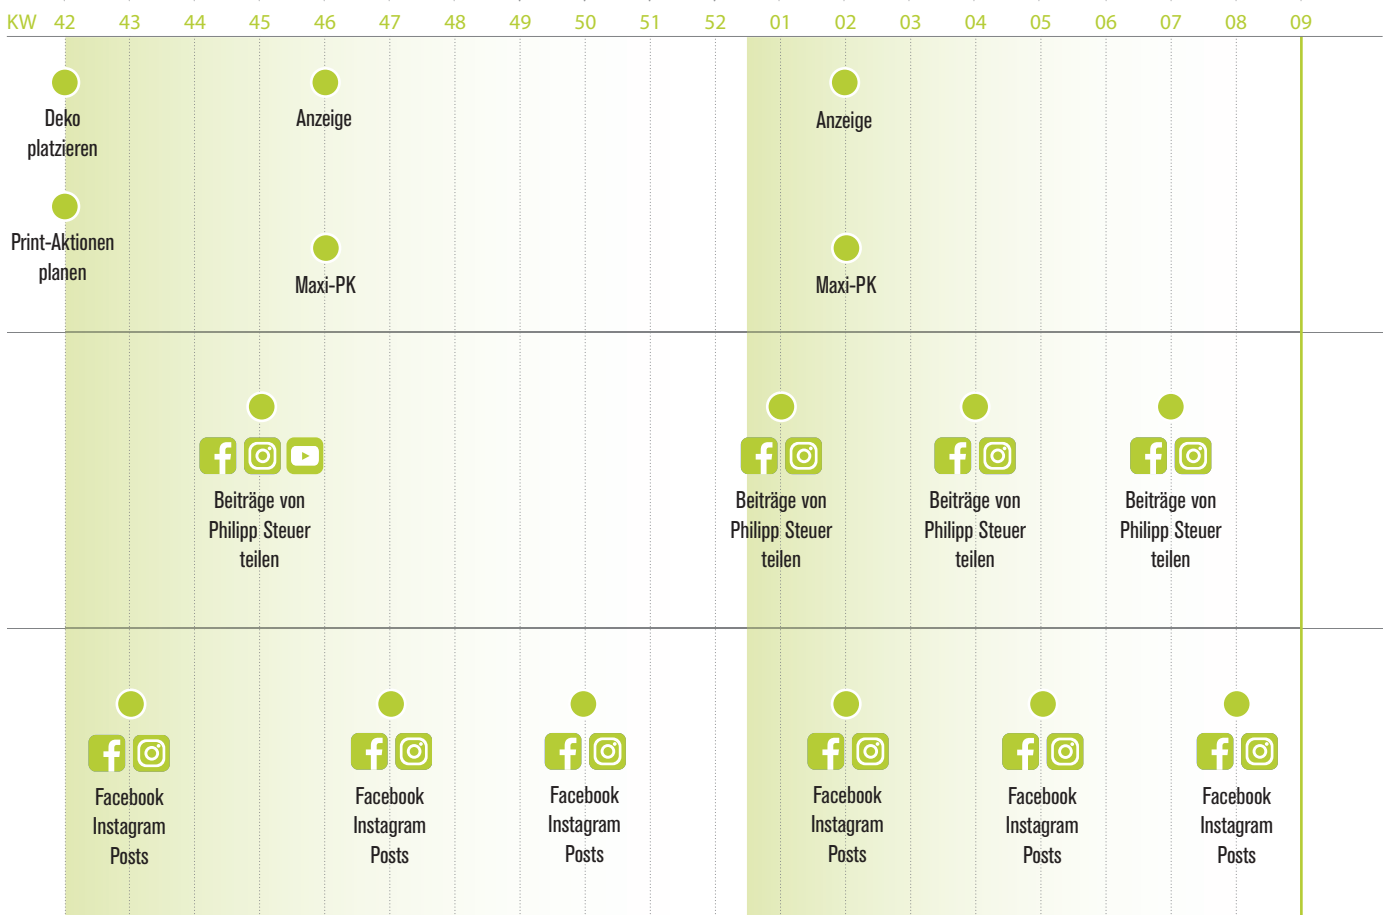 KW 42 43 44 45 46 47 48 49 50 51 52 01 02 03 04 05 06 07 08 09
Deko
platzieren
Anzeige
Anzeige
Print-Aktionen
planen
Maxi-PK
Maxi-PK
Beiträge von
Philipp Steuer
teilen
Beiträge von
Philipp Steuer
teilen
Beiträge von
Philipp Steuer
teilen
Beiträge von
Philipp Steuer
teilen
Facebook
Instagram
Posts
Facebook
Instagram
Posts
Facebook
Instagram
Posts
Facebook
Instagram
Posts
Facebook
Instagram
Posts
Facebook
Instagram
Posts